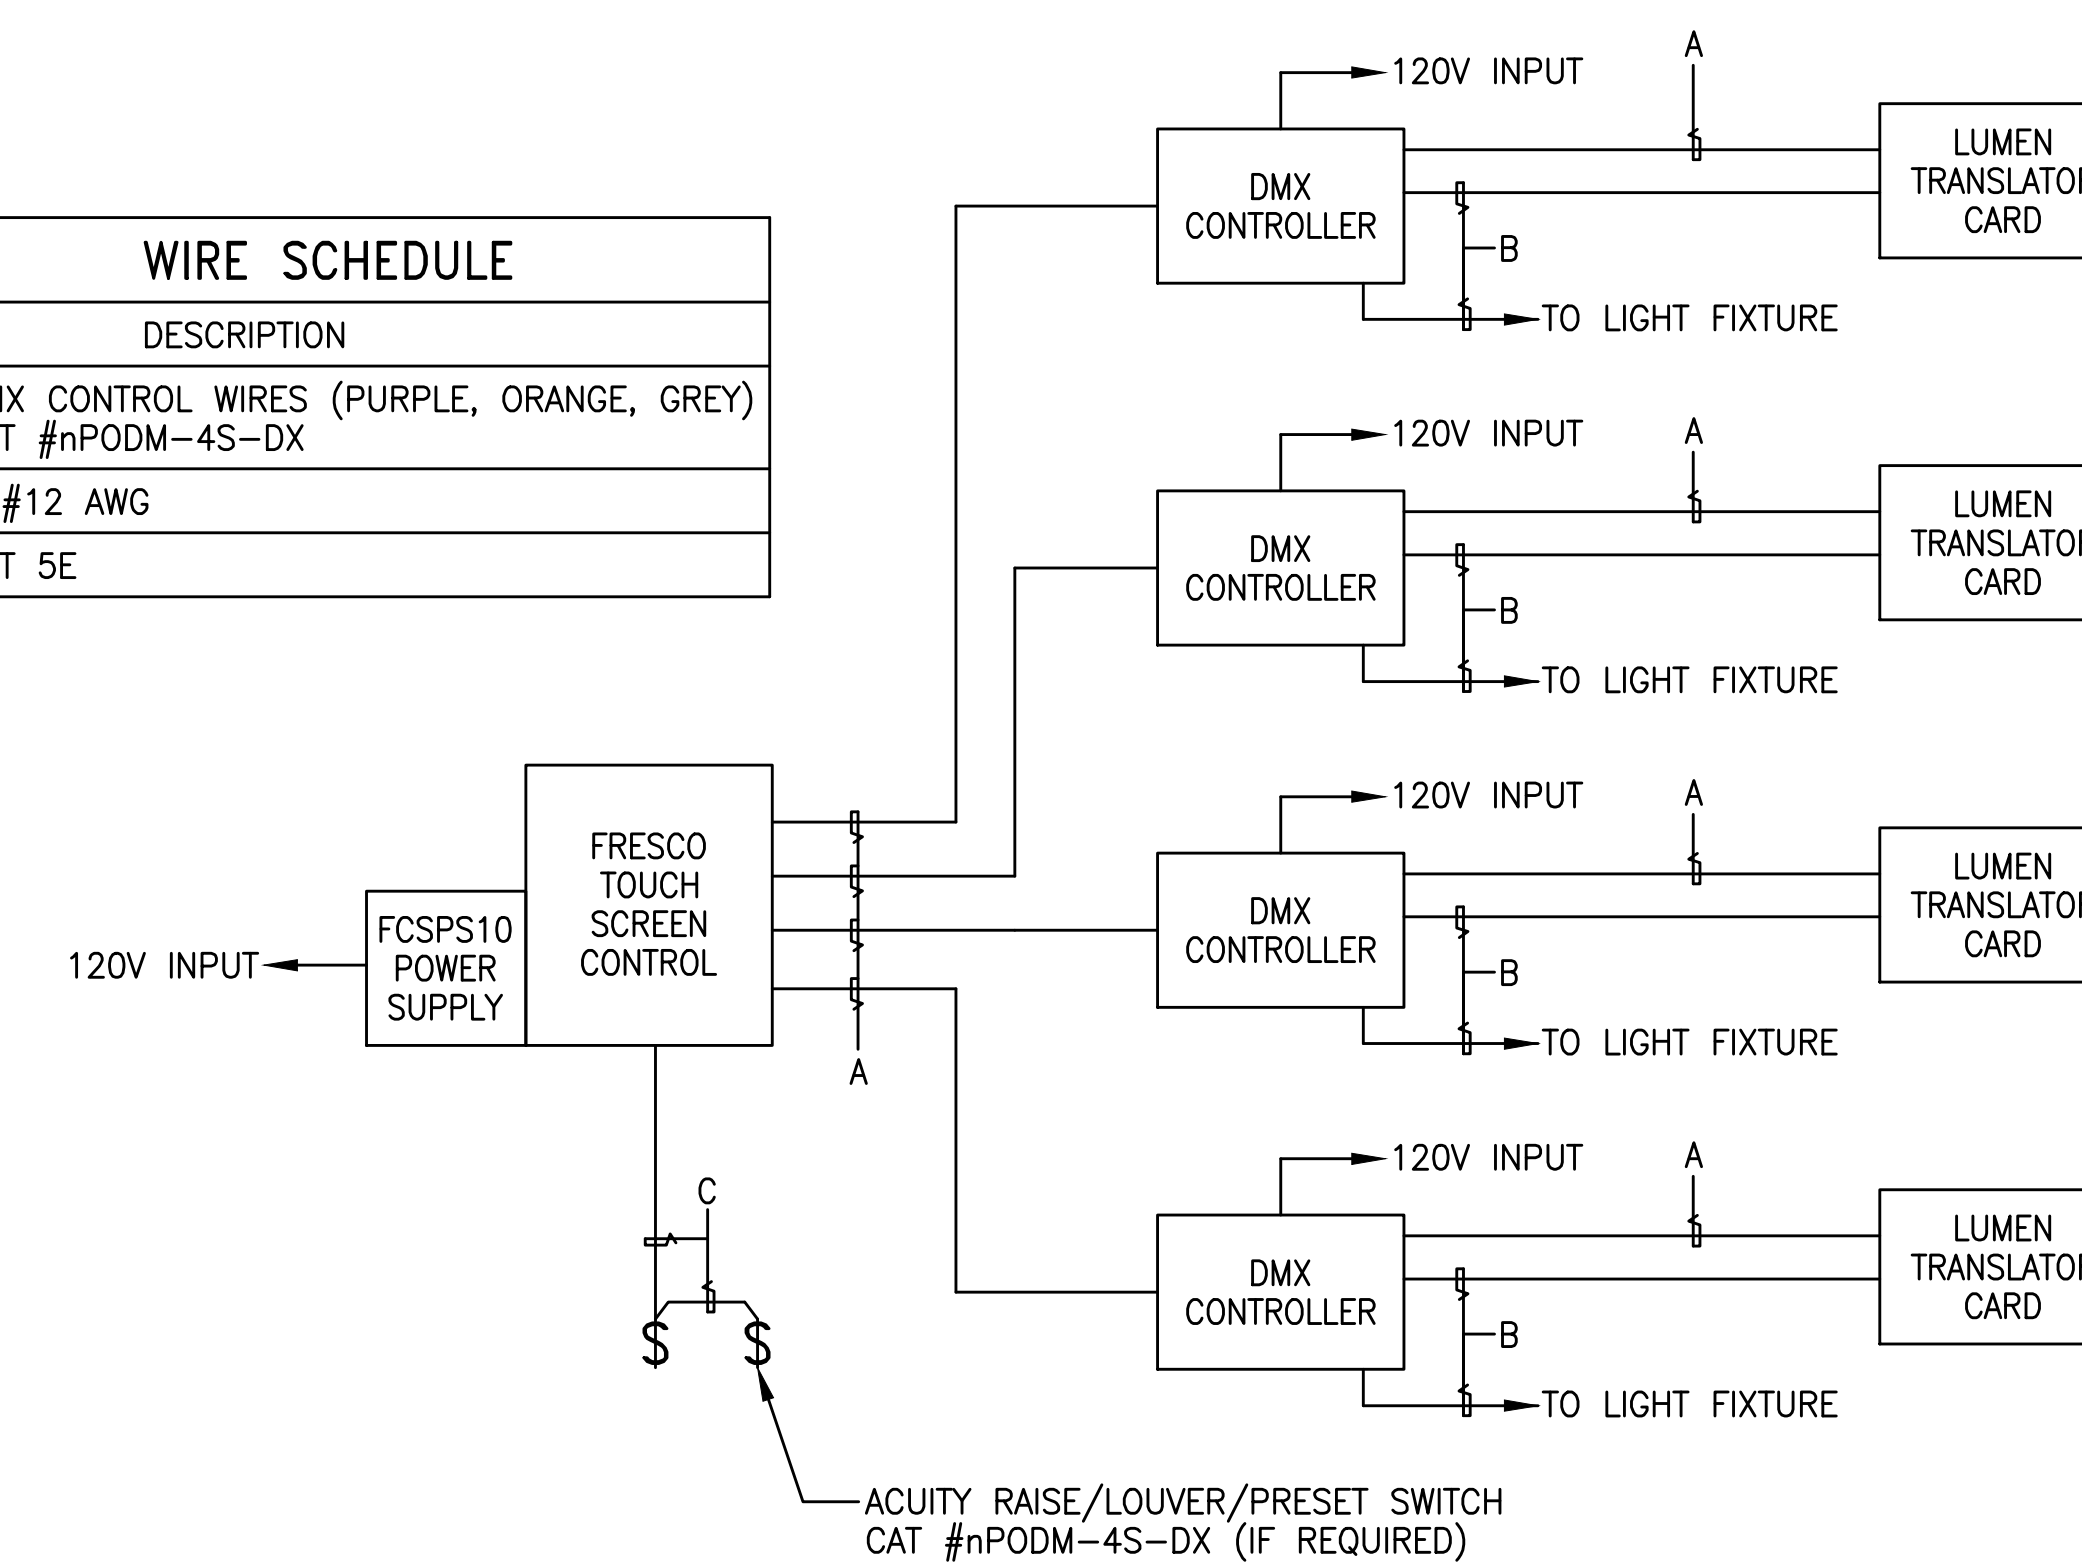 WIRE SCHEDULE
DESCRIPTION
CONTROL WIRES (PURPLE, ORANGE, GREY)
#nPODM-4S-DX
#12 AWG
5E
120V INPUT
A
DMX
CONTROLLER
B
TO LIGHT FIXTURE
LUMEN
CARD
120V INPUT
A
DMX
CONTROLLER
B
TO LIGHT FIXTURE
LUMEN
CARD
FRESCO
TOUCH
SCREEN
CONTROL
FCSPS10
POWER
SUPPLY
120V INPUT
A
120V INPUT
A
DMX
CONTROLLER
B
TO LIGHT FIXTURE
LUMEN
CARD
C
$ $
120V INPUT
A
DMX
CONTROLLER
B
TO LIGHT FIXTURE
LUMEN
CARD
ACUITY RAISE/LOUVER/PRESET SWITCH
CAT #nPODM-4S-DX (IF REQUIRED)